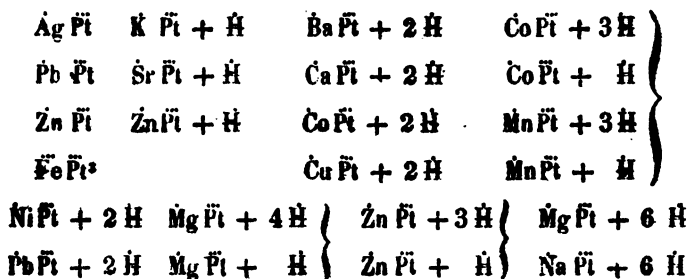 Ȧg P⃛t K̇ P⃛t + Ħ̇ Ḃa P⃛t + 2 Ħ̇ Ċo P⃛t + 3 Ħ̇
Ṗb P⃛t Ṡr P⃛t + Ħ̇ Ċa P⃛t + 2 Ħ̇ Ċo P⃛t + Ħ̇
Żn P⃛t Żn P⃛t + Ħ̇ Ċo P⃛t + 2 Ħ̇ Ṁn P⃛t + 3 Ħ̇
F⃛e P⃛t³ Ċu P⃛t + 2 Ħ̇ Ṁn P⃛t + Ħ̇
Ṅi P⃛t + 2 Ħ̇ Ṁg P⃛t + 4 Ħ̇ Żn P⃛t + 3 Ħ̇ Ṁg P⃛t + 6 Ħ̇
Ṗb P⃛t + 2 Ħ̇ Ṁg P⃛t + Ħ̇ Żn P⃛t + Ħ̇ Ṅa P⃛t + 6 Ħ̇